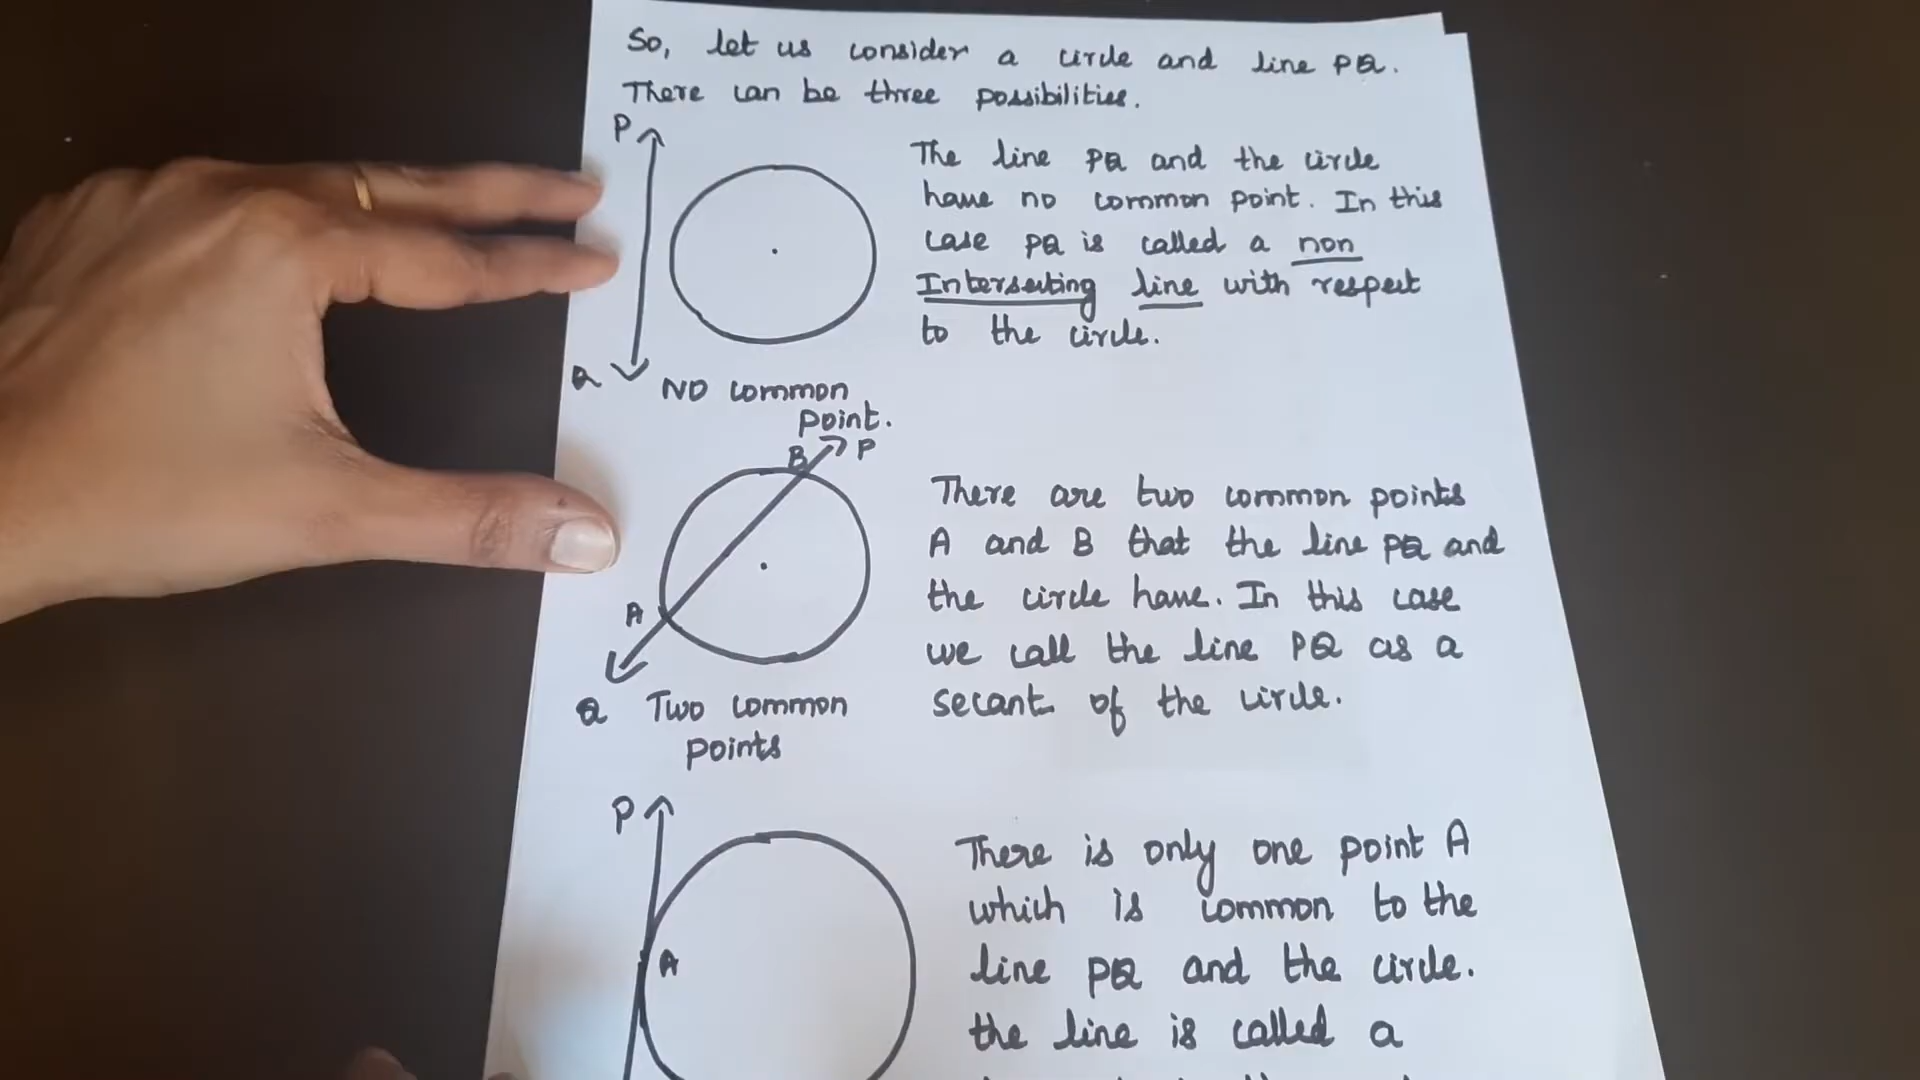 So, let us consider a circle and line PQ.
There can be three possibilities.
P
The line PQ and the circle
have no common point. In this
case PQ is called a non
Intersecting line with respect
to the circle.
Q
NO common
point.
B P
There are two common points
A and B that the line PQ and
the circle have. In this case
A
we call the line PQ as a
secant of the circle.
Q Two common
points
P
There is only one point A
which is common to the
A
line PQ and the circle.
the line is called a